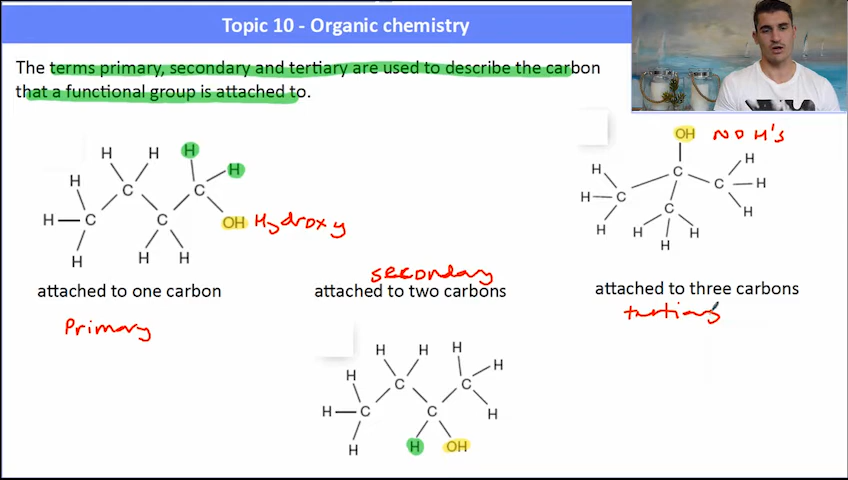 Topic 10 - Organic chemistry
The terms primary, secondary and tertiary are used to describe the carbon
that a functional group is attached to.
OH NO H's
H H H H
H H
H C C H C C C H
H C C OH Hydroxy H C H
H H H H H H
H
secondary
attached to one carbon attached to two carbons attached to three carbons
Primary tertiary
H H H
H C C H
H C C H
H H OH